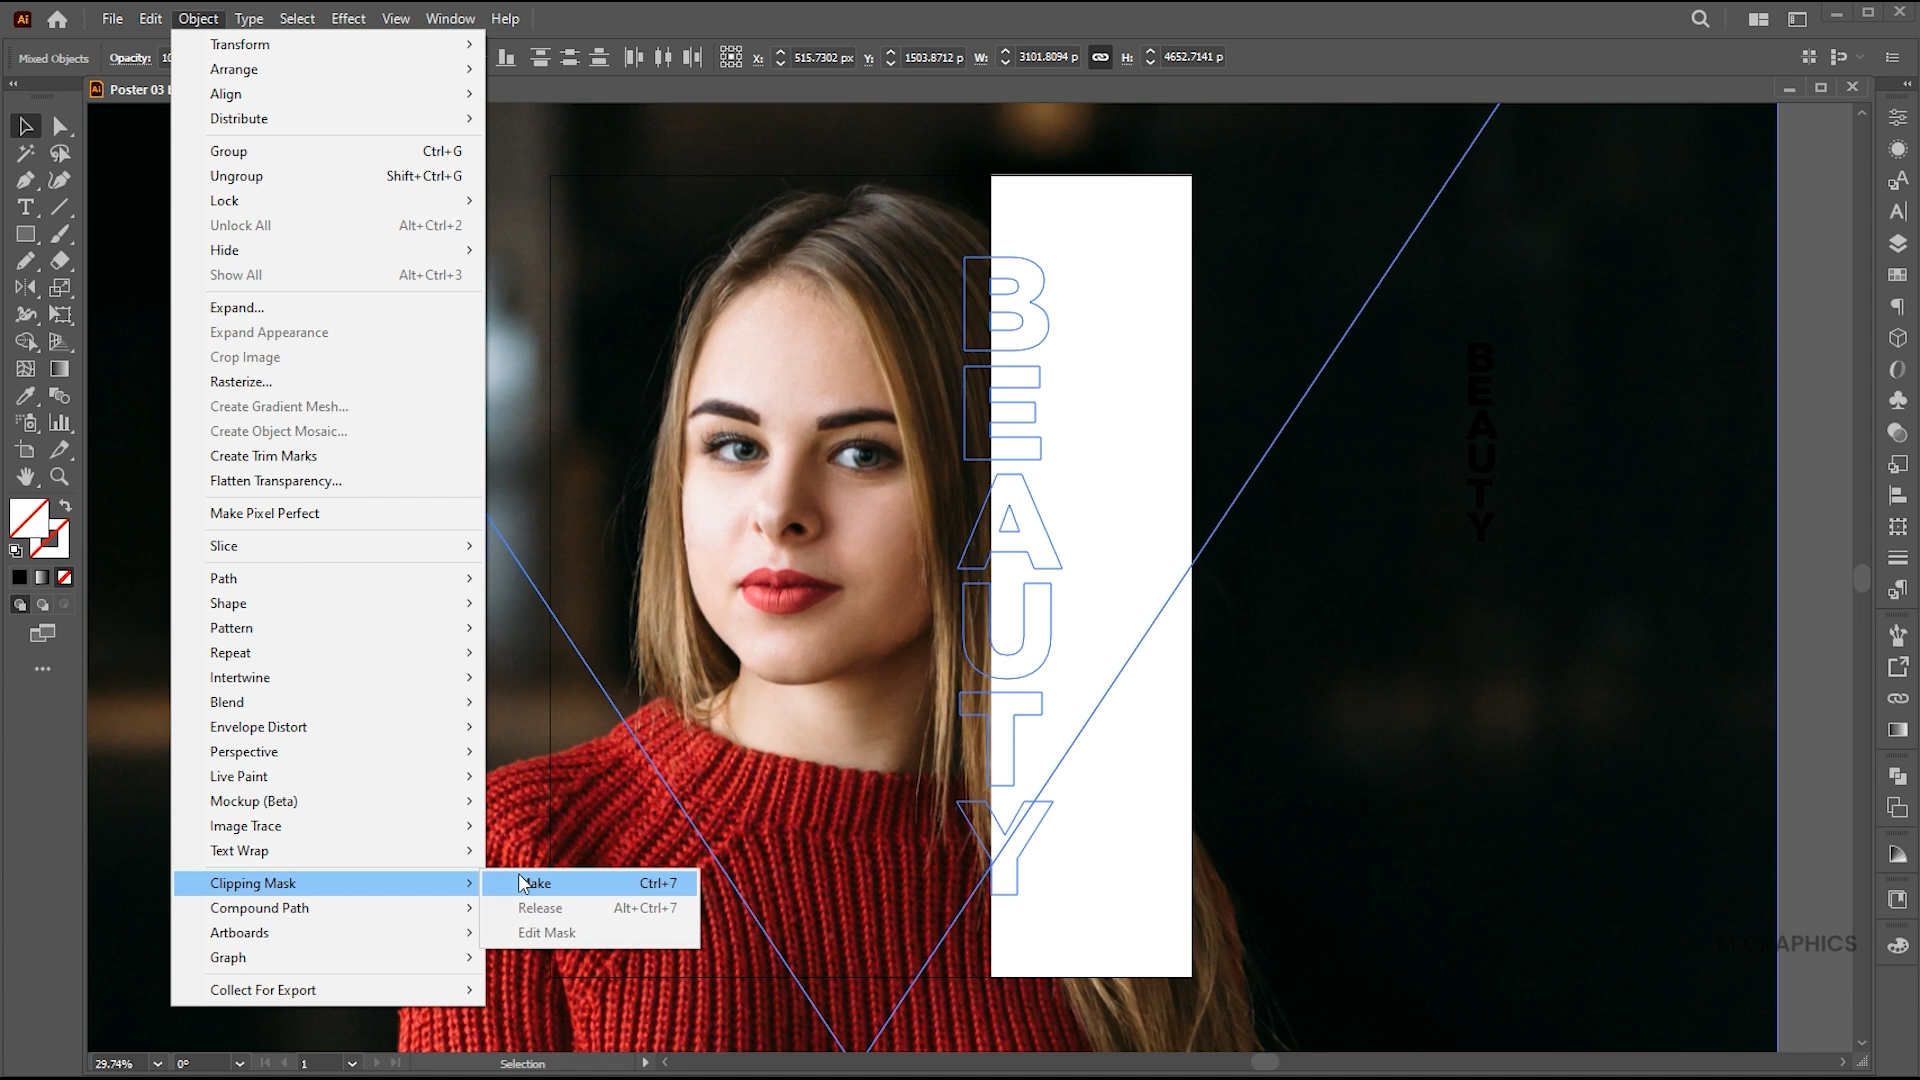 Ai File Edit Object Type Select Effect View Window Help
Mixed Objects Opacity: 10 X: 515.7302 px Y: 1503.8712 p W: 3101.8094 p H: 4652.7141 p
Ai Poster 03
Transform
Arrange
Align
Distribute
Group Ctrl+G
Ungroup Shift+Ctrl+G
Lock
Unlock All Alt+Ctrl+2
Hide
Show All Alt+Ctrl+3
Expand...
Expand Appearance
Crop Image
Rasterize...
Create Gradient Mesh...
Create Object Mosaic...
Create Trim Marks
Flatten Transparency...
Make Pixel Perfect
Slice
Path
Shape
Pattern
Repeat
Intertwine
Blend
Envelope Distort
Perspective
Live Paint
Mockup (Beta)
Image Trace
Text Wrap
Clipping Mask
Compound Path
Artboards
Graph
Collect For Export
Ctrl+7
Release Alt+Ctrl+7
Edit Mask
BEAUTY
BEAUTY
GRAPHICS
29.74% 0° 1 Selection